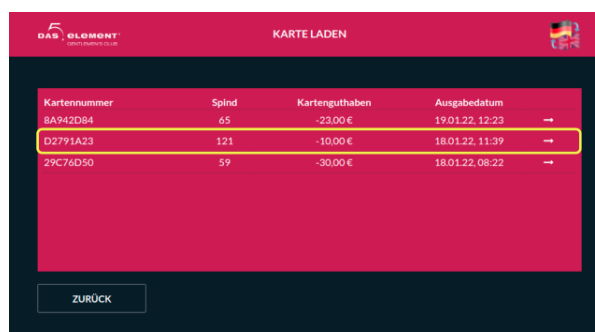 DAS ELEMENT
GENTLEMEN'S CLUB
KARTE LADEN
Kartennummer Spind Kartenguthaben Ausgabedatum
8A942D84 65 -23,00 € 19.01.22, 12:23 →
D2791A23 121 -10,00 € 18.01.22, 11:39 →
29C76D50 59 -30,00 € 18.01.22, 08:22 →
ZURÜCK